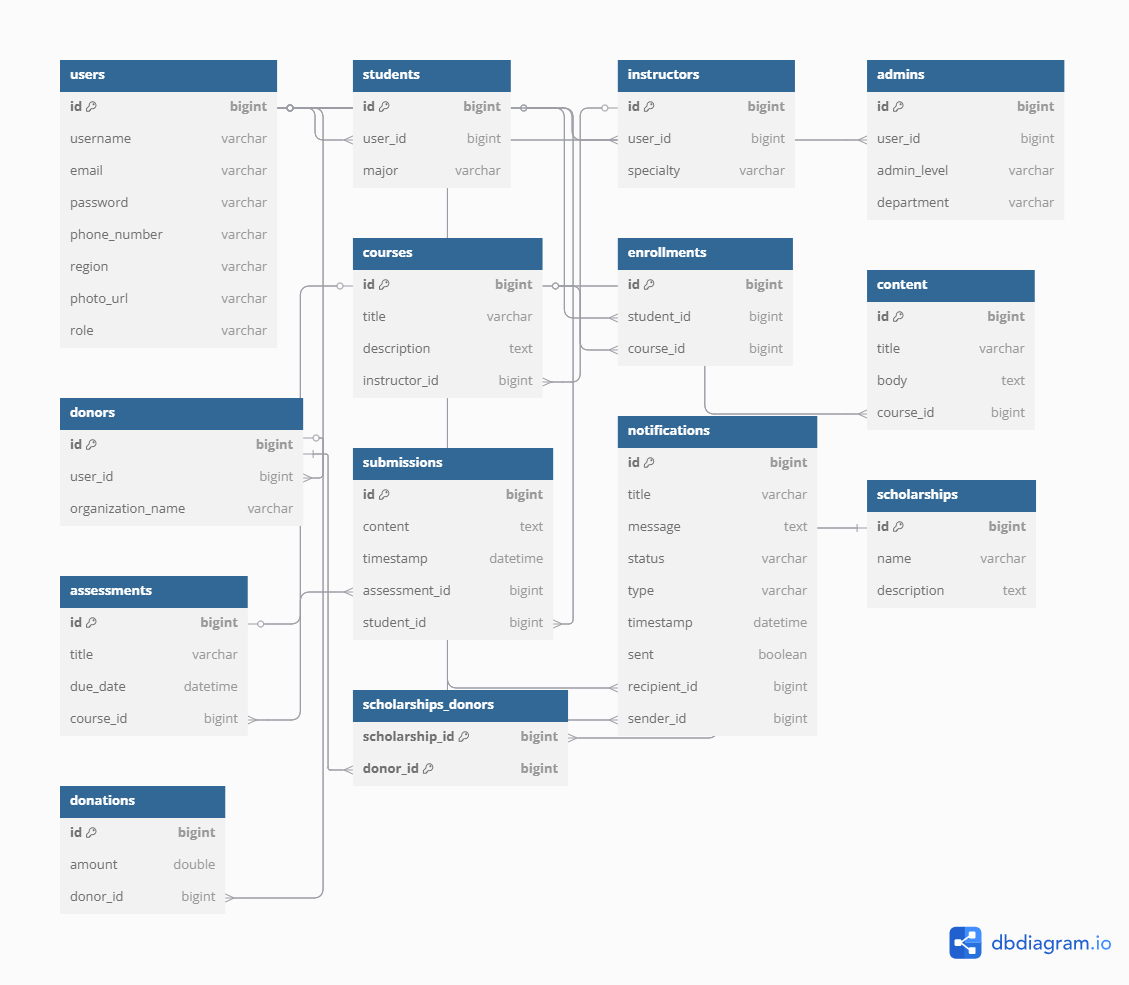 users
id bigint
username varchar
email varchar
password varchar
phone_number varchar
region varchar
photo_url varchar
role varchar
students
id bigint
user_id bigint
major varchar
instructors
id bigint
user_id bigint
specialty varchar
admins
id bigint
user_id bigint
admin_level varchar
department varchar
courses
id bigint
title varchar
description text
instructor_id bigint
enrollments
id bigint
student_id bigint
course_id bigint
content
id bigint
title varchar
body text
course_id bigint
donors
id bigint
user_id bigint
organization_name varchar
submissions
id bigint
content text
timestamp datetime
assessment_id bigint
student_id bigint
notifications
id bigint
title varchar
message text
status varchar
type varchar
timestamp datetime
sent boolean
recipient_id bigint
sender_id bigint
scholarships
id bigint
name varchar
description text
assessments
id bigint
title varchar
due_date datetime
course_id bigint
scholarships_donors
scholarship_id bigint
donor_id bigint
donations
id bigint
amount double
donor_id bigint
dbdiagram.io